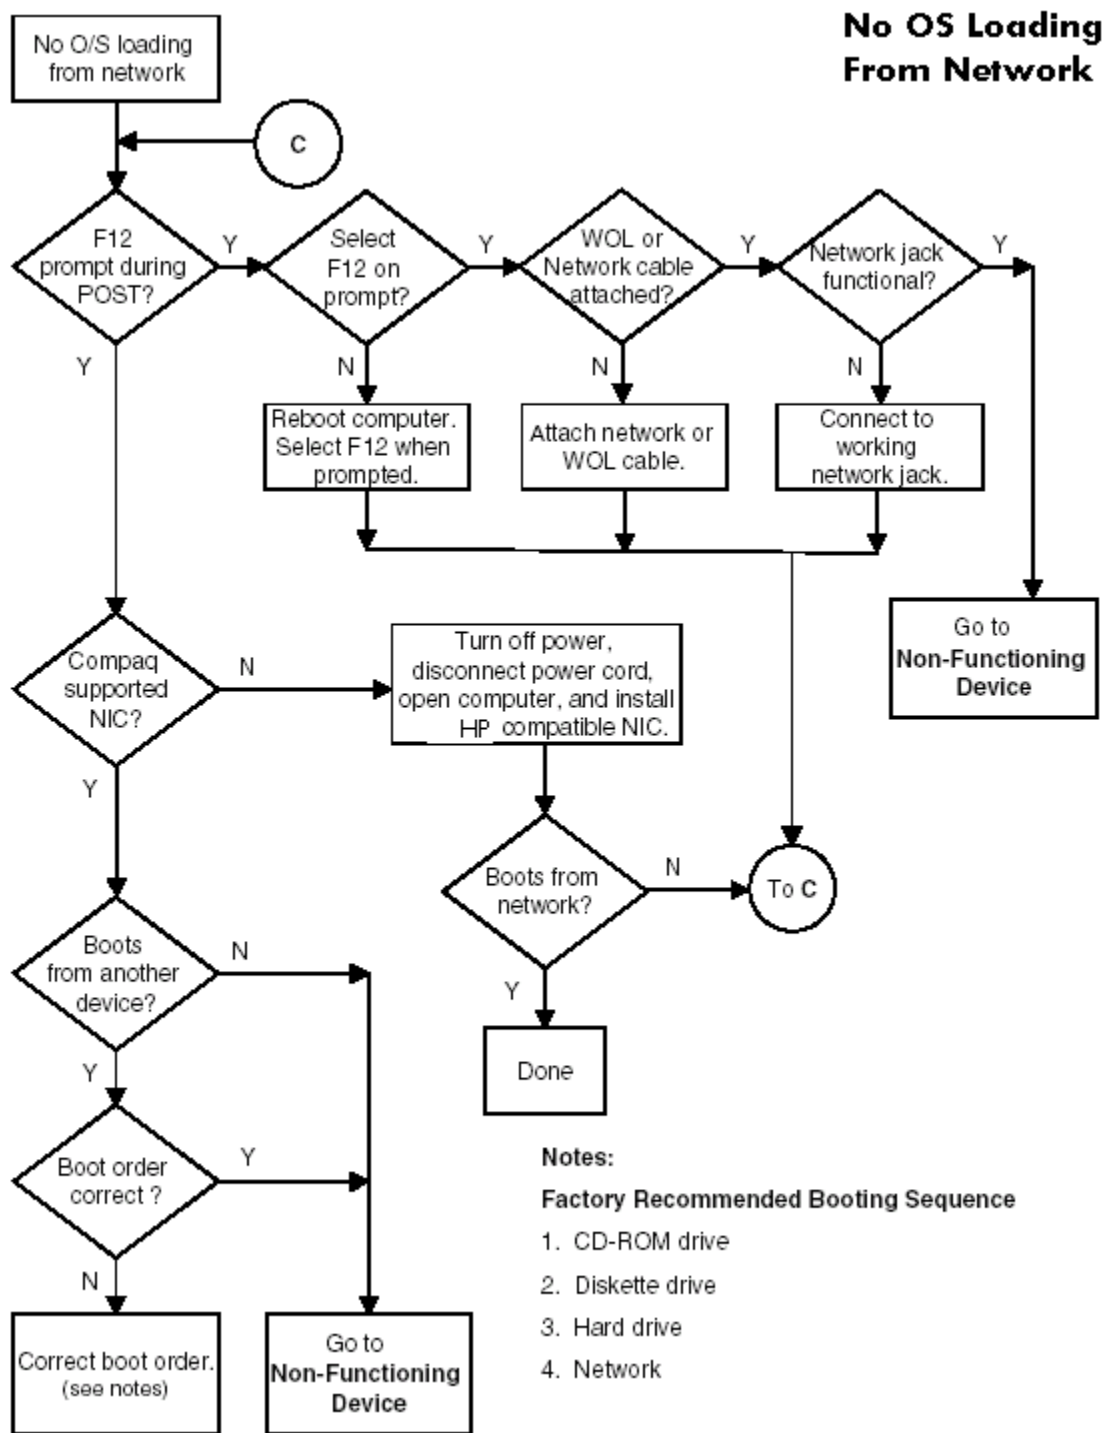 No OS Loading
From Network
No O/S loading
from network
C
F12
prompt during
POST?
Y
Select
F12 on
prompt?
Y
WOL or
Network cable
attached?
Y
Network jack
functional?
Y
Y
N
N
N
Reboot computer.
Select F12 when
prompted.
Attach network or
WOL cable.
Connect to
working
network jack.
Go to
Non-Functioning
Device
Compaq
supported
NIC?
N
Turn off power,
disconnect power cord,
open computer, and install
HP compatible NIC.
Y
Boots from
network?
N
To C
Y
Done
Boots
from another
device?
N
Y
Boot order
correct ?
Y
N
Correct boot order.
(see notes)
Go to
Non-Functioning
Device
Notes:
Factory Recommended Booting Sequence
1. CD-ROM drive
2. Diskette drive
3. Hard drive
4. Network